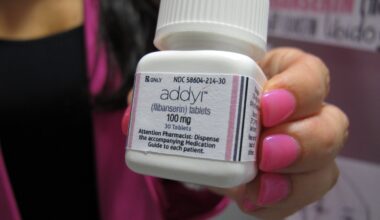 ℞ ONLY NDC 58604-214-30
addyi™
(flibanserin) tablets
100 mg
30 Tablets
Attention Pharmacist: Dispense
the accompanying Medication
Guide to each patient.